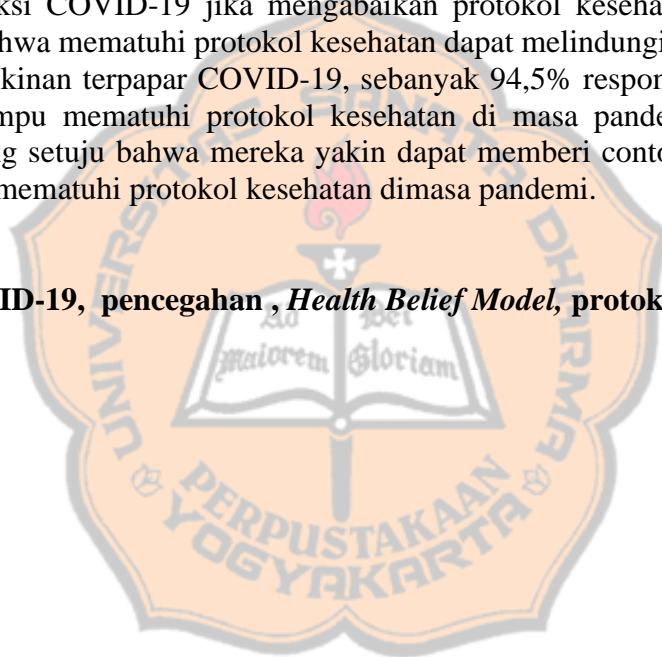 ksi COVID-19 jika mengabaikan protokol keseha
hwa mematuhi protokol kesehatan dapat melindungi
kinan terpapar COVID-19, sebanyak 94,5% respon
mpu mematuhi protokol kesehatan di masa pande
g setuju bahwa mereka yakin dapat memberi conto
mematuhi protokol kesehatan dimasa pandemi.
ID-19, pencegahan , Health Belief Model, protok
UNIVERSITAS SANATA DHARMA
Ad Dei
Maiorem Gloriam
PERPUSTAKAAN
YOGYAKARTA